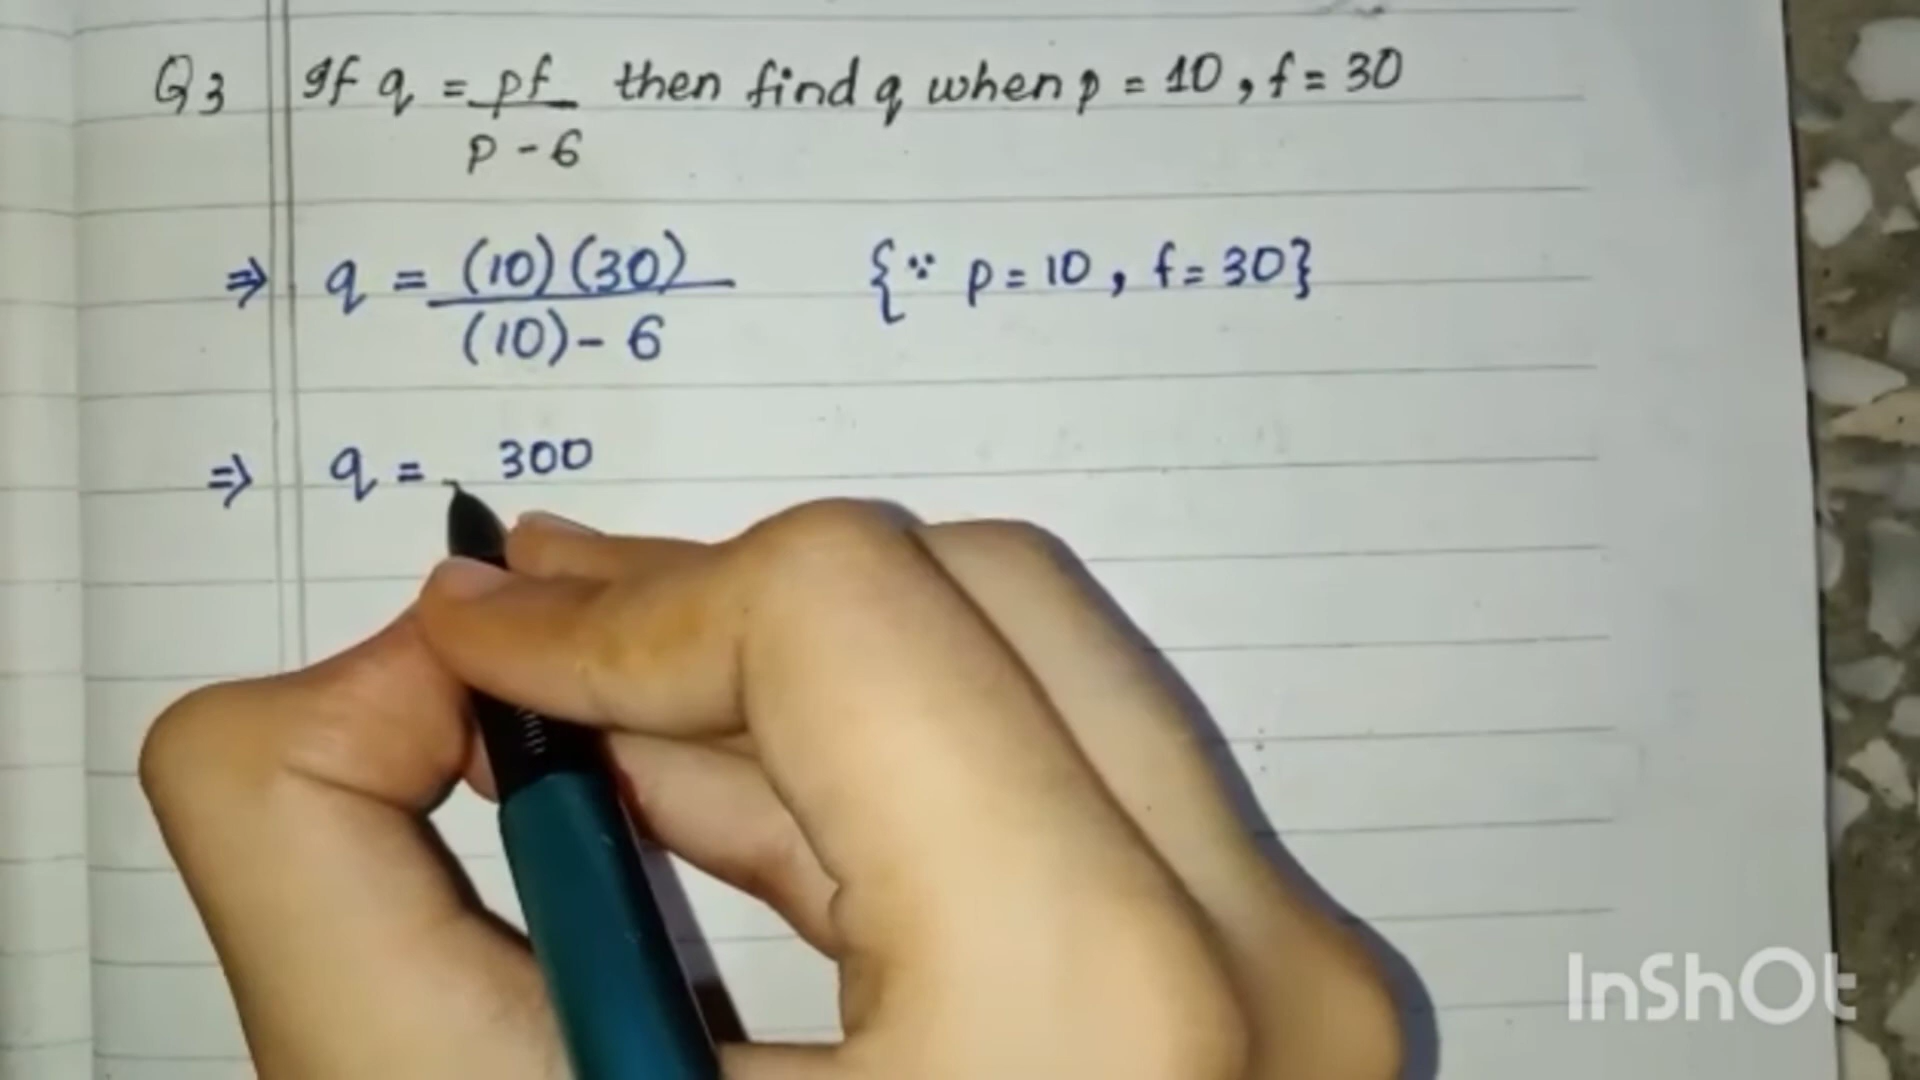 Q3 If q = pf then find q when p = 10, f = 30
p - 6
⇒ q = (10)(30) {∵ p = 10, f = 30}
(10) - 6
⇒ q = 300
InShOt